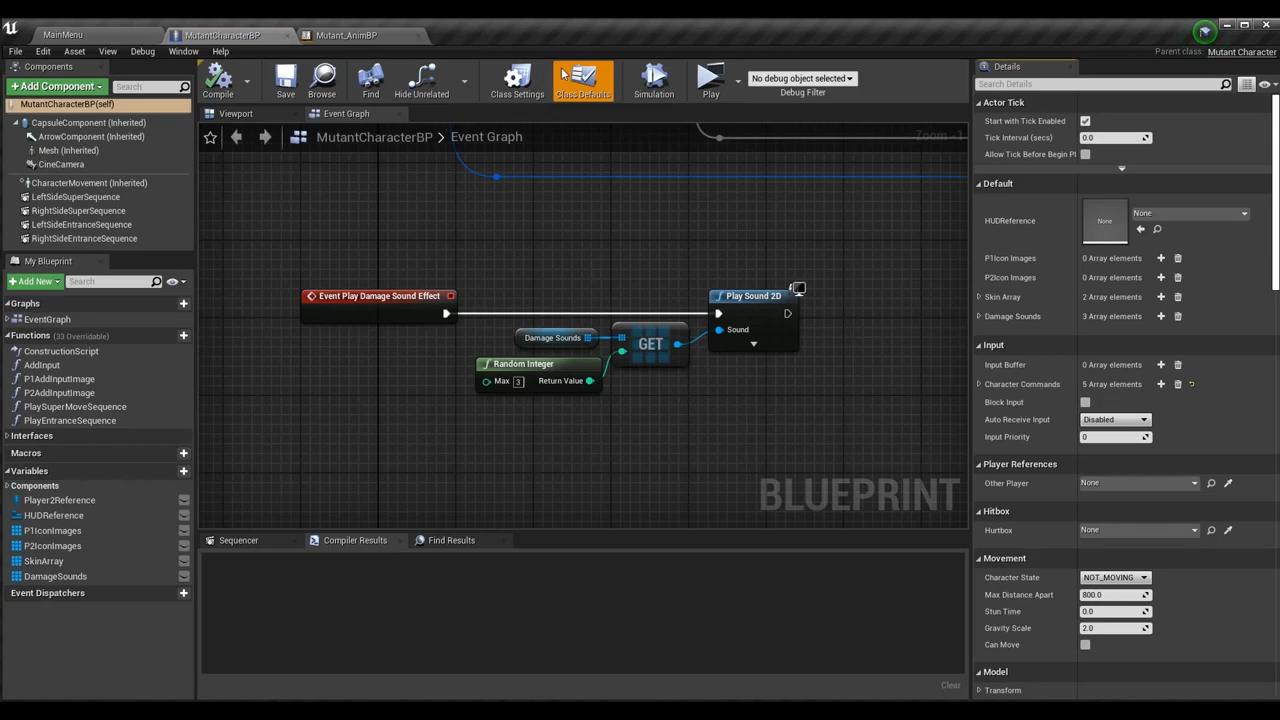 MainMenu
MutantCharacterBP
Mutant_AnimBP
File Edit Asset View Debug Window Help
Parent class: Mutant Character
Components
+ Add Component
Search
MutantCharacterBP(self)
CapsuleComponent (Inherited)
ArrowComponent (Inherited)
Mesh (Inherited)
CineCamera
CharacterMovement (Inherited)
LeftSideSuperSequence
RightSideSuperSequence
LeftSideEntranceSequence
RightSideEntranceSequence
My Blueprint
+ Add New
Search
Graphs
EventGraph
Functions (33 Overridable)
ConstructionScript
AddInput
P1AddInputImage
P2AddInputImage
PlaySuperMoveSequence
PlayEntranceSequence
Interfaces
Macros
Variables
Components
Player2Reference
HUDReference
P1IconImages
P2IconImages
SkinArray
DamageSounds
Event Dispatchers
Compile
Save
Browse
Find
Hide Unrelated
Class Settings
Class Defaults
Simulation
Play
No debug object selected
Debug Filter
Viewport
Event Graph
MutantCharacterBP > Event Graph
Zoom -1
Event Play Damage Sound Effect
Damage Sounds
GET
Random Integer
Max 3
Return Value
Play Sound 2D
Sound
BLUEPRINT
Sequencer
Compiler Results
Find Results
Clear
Details
Search Details
Actor Tick
Start with Tick Enabled
Tick Interval (secs) 0.0
Allow Tick Before Begin Pl
Default
HUDReference None None
P1Icon Images 0 Array elements
P2Icon Images 0 Array elements
Skin Array 2 Array elements
Damage Sounds 3 Array elements
Input
Input Buffer 0 Array elements
Character Commands 5 Array elements
Block Input
Auto Receive Input Disabled
Input Priority 0
Player References
Other Player None
Hitbox
Hurtbox None
Movement
Character State NOT_MOVING
Max Distance Apart 800.0
Stun Time 0.0
Gravity Scale 2.0
Can Move
Model
Transform